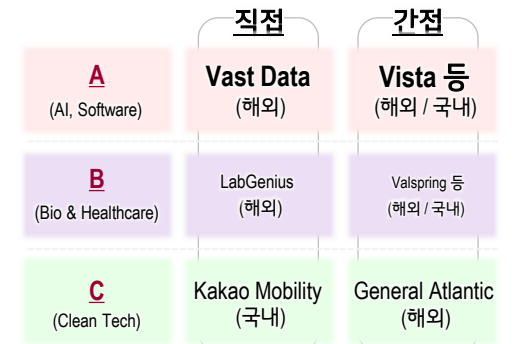 직접 간접
A Vast Data Vista 등
(AI, Software) (해외) (해외 / 국내)
B LabGenius Valspring 등
(Bio & Healthcare) (해외) (해외 / 국내)
C Kakao Mobility General Atlantic
(Clean Tech) (국내) (해외)